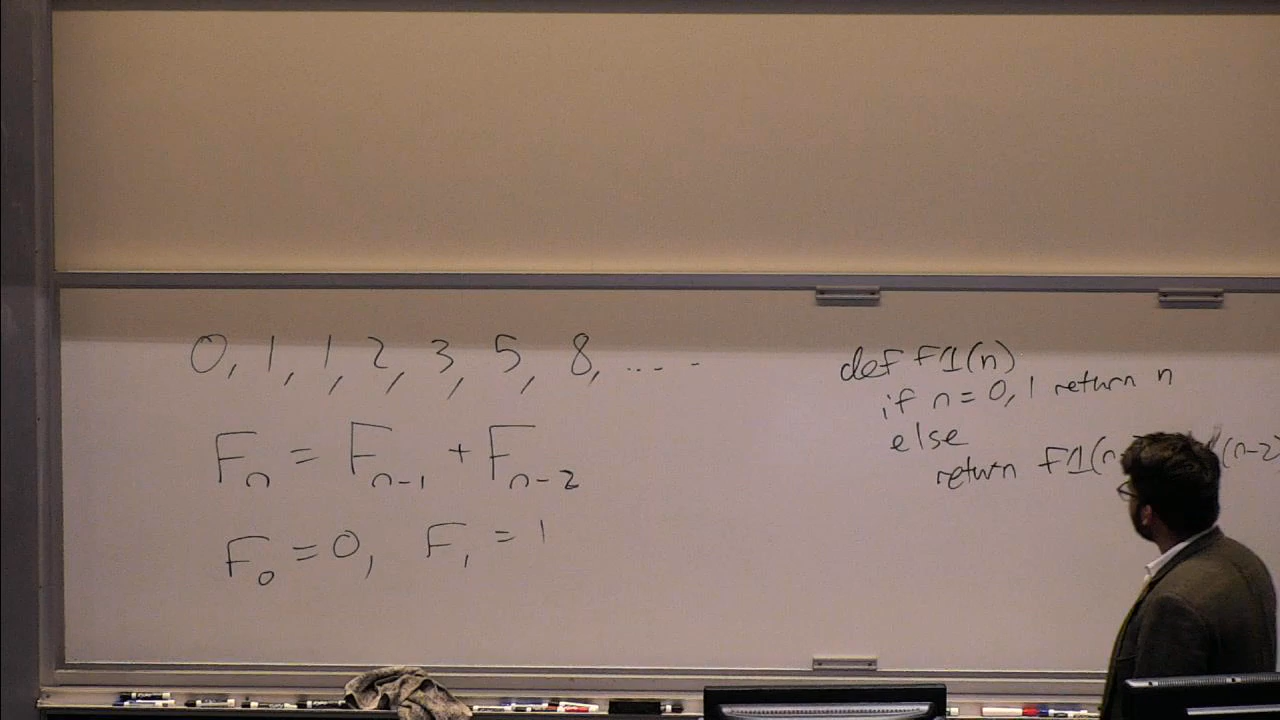 0, 1, 1, 2, 3, 5, 8, .... -
Fₙ = Fₙ₋₁ + Fₙ₋₂
F₀ = 0, F₁ = 1
def F1(n)
if n = 0, 1 return n
else
return F1(n- (n-2)